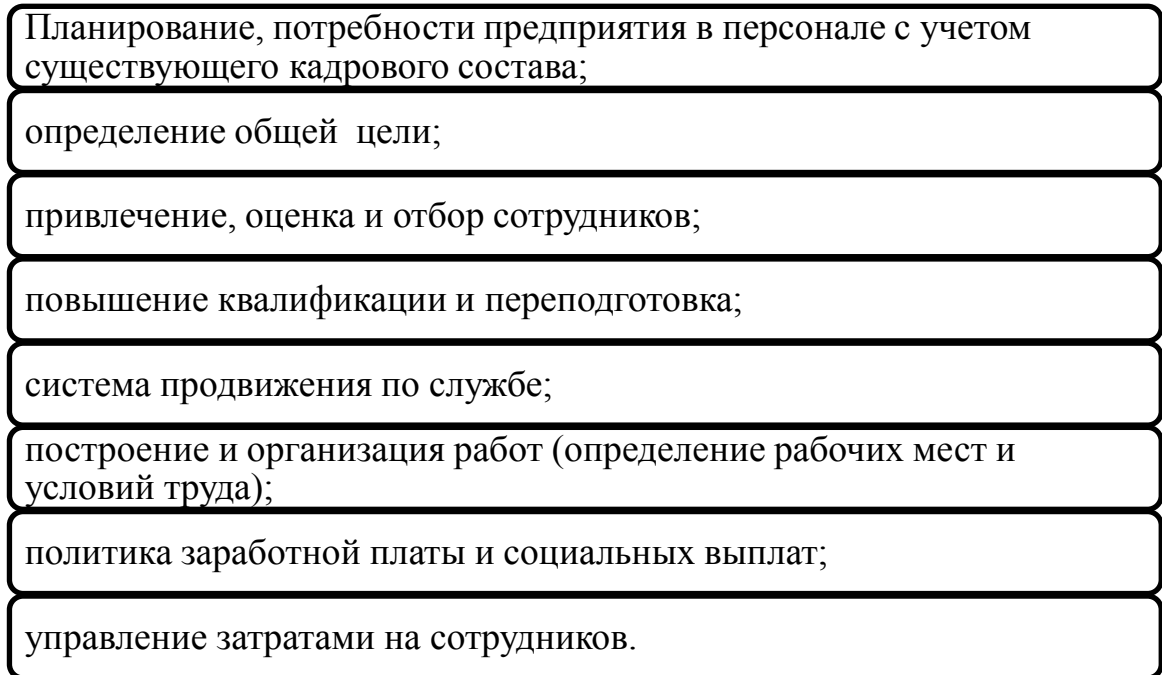 Планирование, потребности предприятия в персонале с учетом
существующего кадрового состава;
определение общей  цели;
привлечение, оценка и отбор сотрудников;
повышение квалификации и переподготовка;
система продвижения по службе;
построение и организация работ (определение рабочих мест и
условий труда);
политика заработной платы и социальных выплат;
управление затратами на сотрудников.